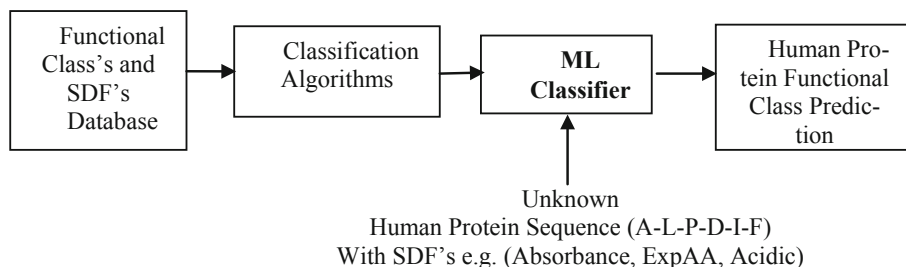 Functional
Class's and
SDF's
Database
Classification
Algorithms
ML
Classifier
Human Pro-
tein Functional
Class Predic-
tion
Unknown
Human Protein Sequence (A-L-P-D-I-F)
With SDF's e.g. (Absorbance, ExpAA, Acidic)